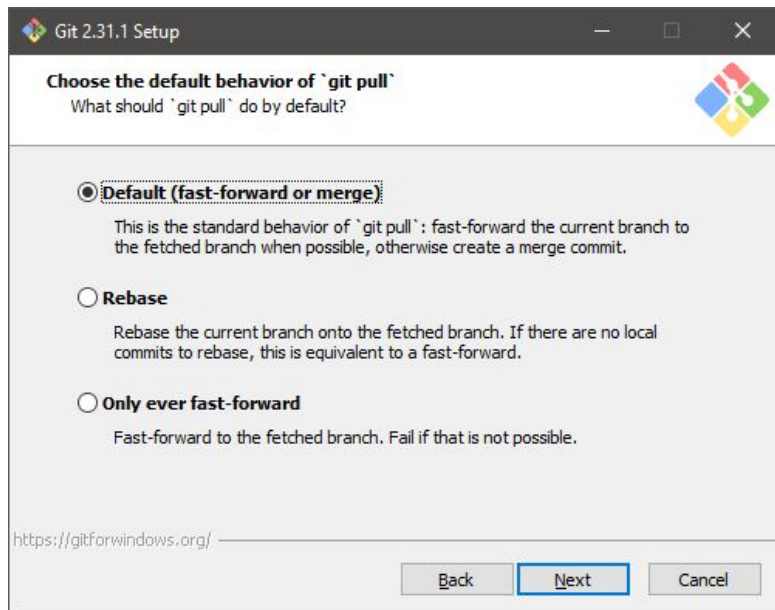 Git 2.31.1 Setup
Choose the default behavior of `git pull`
What should `git pull` do by default?
Default (fast-forward or merge)
This is the standard behavior of `git pull`: fast-forward the current branch to
the fetched branch when possible, otherwise create a merge commit.
Rebase
Rebase the current branch onto the fetched branch. If there are no local
commits to rebase, this is equivalent to a fast-forward.
Only ever fast-forward
Fast-forward to the fetched branch. Fail if that is not possible.
https://gitforwindows.org/
Back Next Cancel